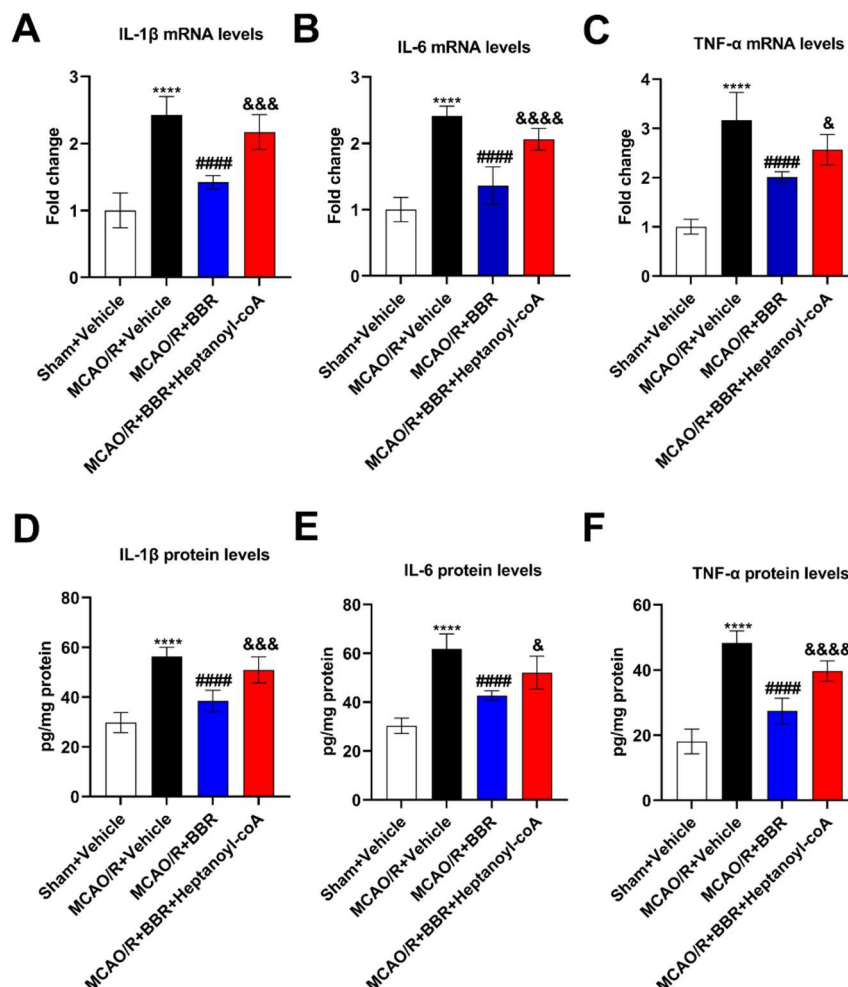 A
IL-1β mRNA levels
Fold change
3
2
1
0
****
####
&&&
Sham+Vehicle
MCAO/R+Vehicle
MCAO/R+BBR
MCAO/R+BBR+Heptanoyl-coA
B
IL-6 mRNA levels
Fold change
3
2
1
0
****
####
&&&&
Sham+Vehicle
MCAO/R+Vehicle
MCAO/R+BBR
MCAO/R+BBR+Heptanoyl-coA
C
TNF-α mRNA levels
Fold change
4
3
2
1
0
****
####
&
Sham+Vehicle
MCAO/R+Vehicle
MCAO/R+BBR
MCAO/R+BBR+Heptanoyl-coA
D
IL-1β protein levels
pg/mg protein
80
60
40
20
0
****
####
&&&
Sham+Vehicle
MCAO/R+Vehicle
MCAO/R+BBR
MCAO/R+BBR+Heptanoyl-coA
E
IL-6 protein levels
pg/mg protein
80
60
40
20
0
****
####
&
Sham+Vehicle
MCAO/R+Vehicle
MCAO/R+BBR
MCAO/R+BBR+Heptanoyl-coA
F
TNF-α protein levels
pg/mg protein
60
40
20
0
****
####
&&&&
Sham+Vehicle
MCAO/R+Vehicle
MCAO/R+BBR
MCAO/R+BBR+Heptanoyl-coA